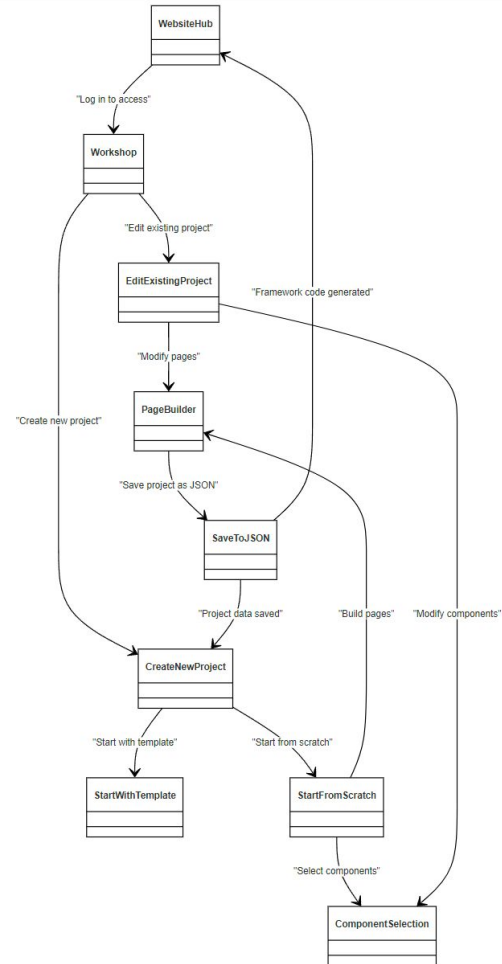 WebsiteHub
"Log in to access"
Workshop
"Edit existing project"
EditExistingProject
"Framework code generated"
"Modify pages"
PageBuilder
"Create new project"
"Save project as JSON"
SaveToJSON
"Project data saved"
"Build pages"
"Modify components"
CreateNewProject
"Start with template"
"Start from scratch"
StartWithTemplate
StartFromScratch
"Select components"
ComponentSelection